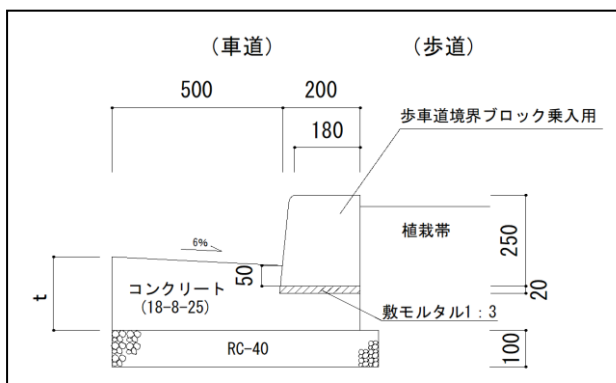 (車道)
(歩道)
500
200
180
歩車道境界ブロック乗入用
植栽帯
250
6%
50
20
t
コンクリート
(18-8-25)
敷モルタル1：3
RC-40
100